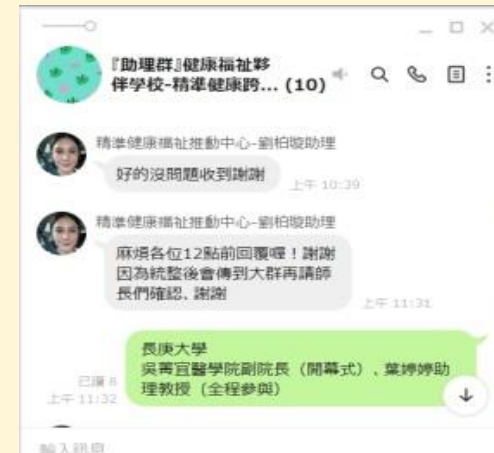 『助理群』健康福祉夥
伴學校-精準健康跨... (10)
精準健康福祉推動中心-劉柏璇助理
好的沒問題收到謝謝
上午 10:39
精準健康福祉推動中心-劉柏璇助理
麻煩各位12點前回覆喔！謝謝
因為統整後會傳到大群再請師
長們確認、謝謝
上午 11:31
長庚大學
吳菁宜醫學院副院長（開幕式）、葉婷婷助
理教授（全程參與）
已讀 8
上午 11:32
輸入訊息